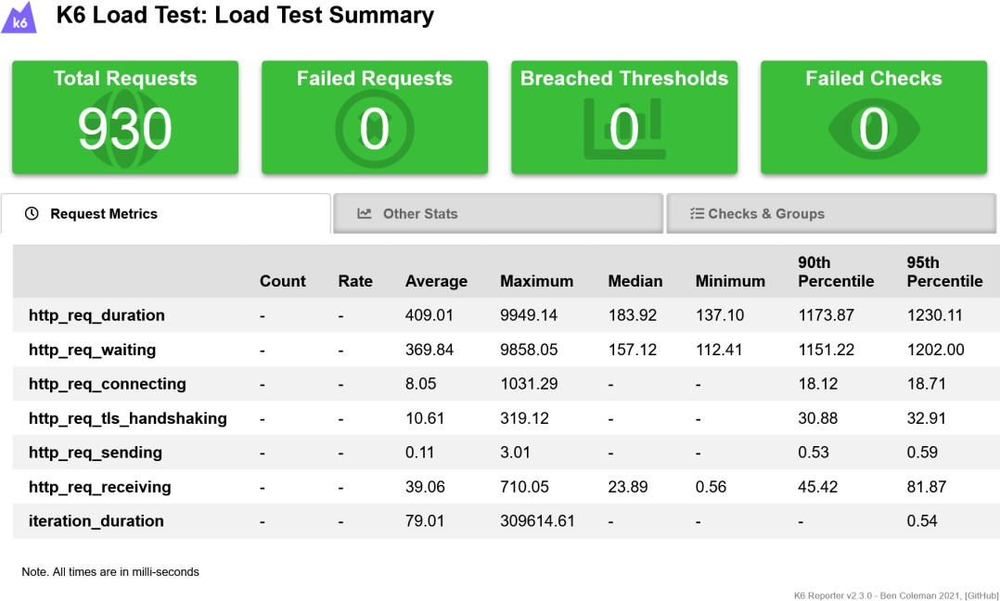 k6
K6 Load Test: Load Test Summary
Total Requests
930
Failed Requests
0
Breached Thresholds
0
Failed Checks
0
Request Metrics
Other Stats
Checks & Groups
Count Rate Average Maximum Median Minimum 90th Percentile 95th Percentile
http_req_duration - - 409.01 9949.14 183.92 137.10 1173.87 1230.11
http_req_waiting - - 369.84 9858.05 157.12 112.41 1151.22 1202.00
http_req_connecting - - 8.05 1031.29 - - 18.12 18.71
http_req_tls_handshaking - - 10.61 319.12 - - 30.88 32.91
http_req_sending - - 0.11 3.01 - - 0.53 0.59
http_req_receiving - - 39.06 710.05 23.89 0.56 45.42 81.87
iteration_duration - - 79.01 309614.61 - - - 0.54
Note. All times are in milli-seconds
K6 Reporter v2.3.0 - Ben Coleman 2021, [GitHub]